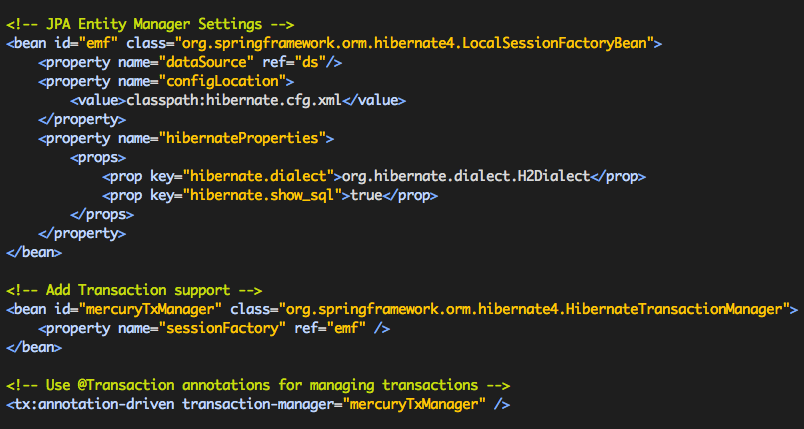 <!-- JPA Entity Manager Settings -->
<bean id="emf" class="org.springframework.orm.hibernate4.LocalSessionFactoryBean">
    <property name="dataSource" ref="ds"/>
    <property name="configLocation">
        <value>classpath:hibernate.cfg.xml</value>
    </property>
    <property name="hibernateProperties">
        <props>
            <prop key="hibernate.dialect">org.hibernate.dialect.H2Dialect</prop>
            <prop key="hibernate.show_sql">true</prop>
        </props>
    </property>
</bean>

<!-- Add Transaction support -->
<bean id="mercuryTxManager" class="org.springframework.orm.hibernate4.HibernateTransactionManager">
    <property name="sessionFactory" ref="emf" />
</bean>

<!-- Use @Transaction annotations for managing transactions -->
<tx:annotation-driven transaction-manager="mercuryTxManager" />